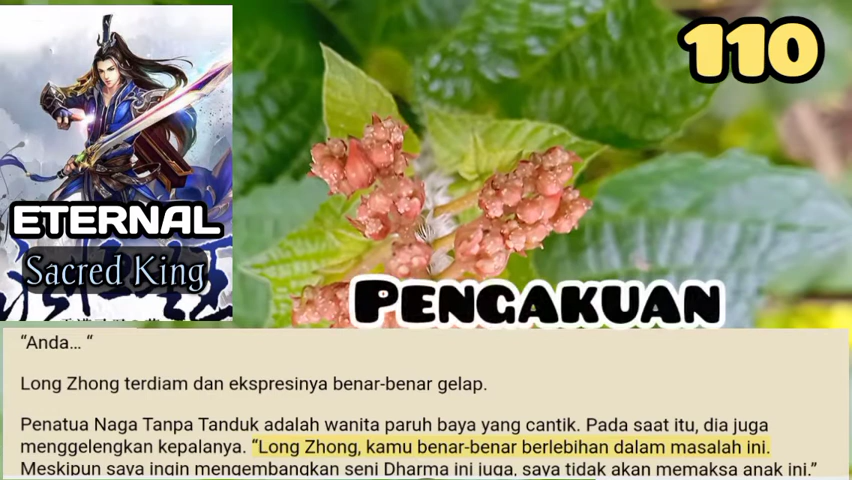 110
ETERNAL
Sacred King
PENGAKUAN
“Anda… “
Long Zhong terdiam dan ekspresinya benar-benar gelap.
Penatua Naga Tanpa Tanduk adalah wanita paruh baya yang cantik. Pada saat itu, dia juga
menggelengkan kepalanya. “Long Zhong, kamu benar-benar berlebihan dalam masalah ini.
Meskipun saya ingin mengembangkan seni Dharma ini juga, saya tidak akan memaksa anak ini.”